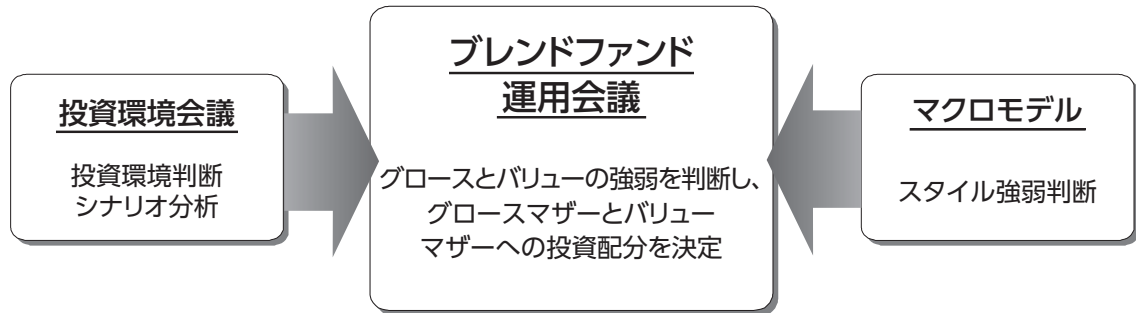 投資環境会議
投資環境判断
シナリオ分析
ブレンドファンド
運用会議
グロースとバリューの強弱を判断し、
グロースマザーとバリュー
マザーへの投資配分を決定
マクロモデル
スタイル強弱判断